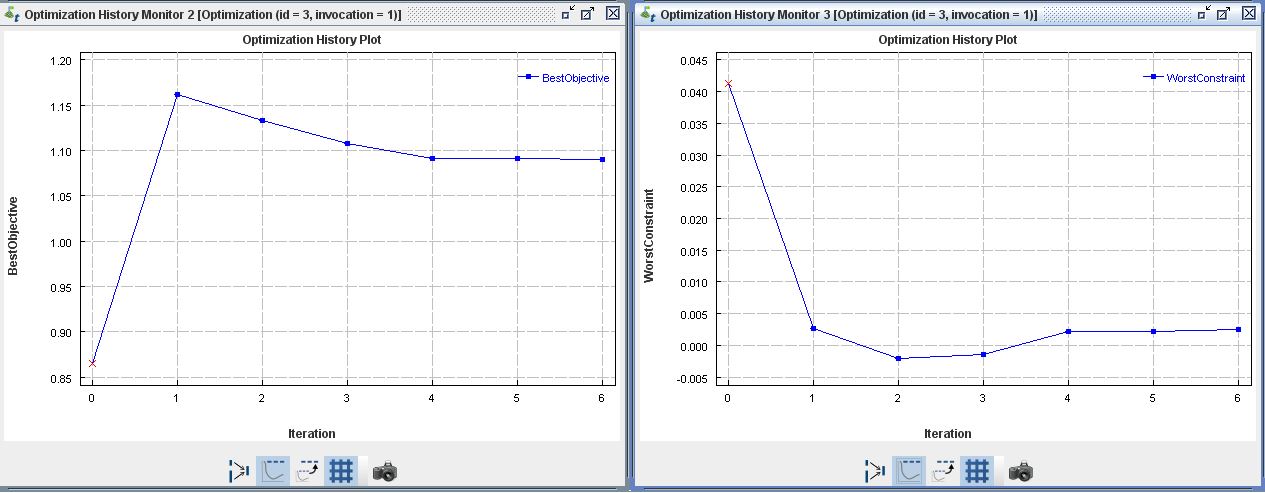 Optimization History Monitor 2 [Optimization (id = 3, invocation = 1)]
Optimization History Plot
BestObjective
1.20
1.15
1.10
1.05
1.00
0.95
0.90
0.85
BestObjective
0 1 2 3 4 5 6
Iteration
Optimization History Monitor 3 [Optimization (id = 3, invocation = 1)]
Optimization History Plot
WorstConstraint
0.045
0.040
0.035
0.030
0.025
0.020
0.015
0.010
0.005
0.000
-0.005
WorstConstraint
0 1 2 3 4 5 6
Iteration